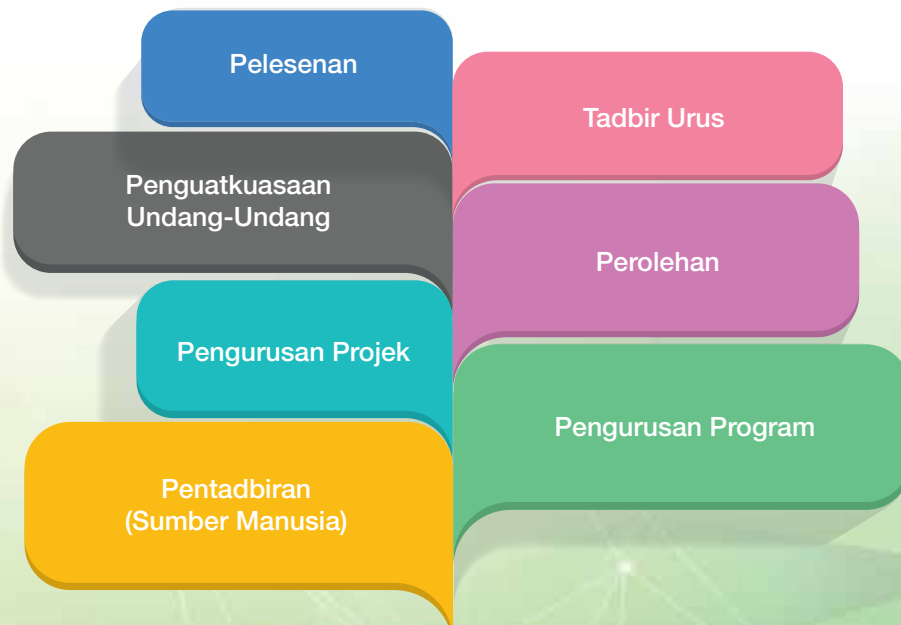 Pelesenan
Tadbir Urus
Penguatkuasaan
Undang-Undang
Perolehan
Pengurusan Projek
Pengurusan Program
Pentadbiran
(Sumber Manusia)